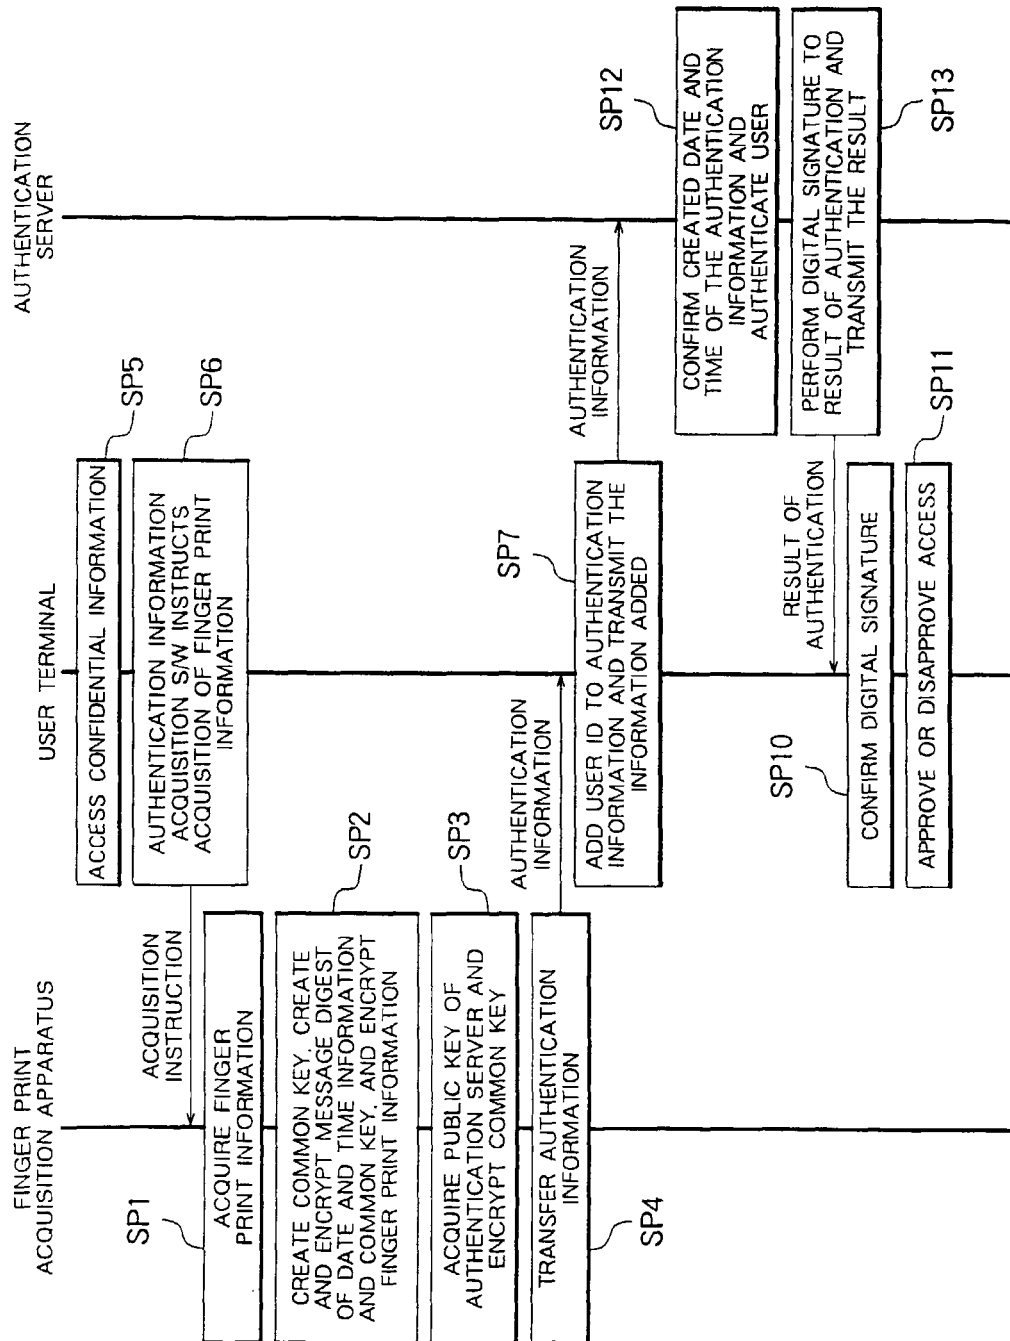 FINGER PRINT
ACQUISITION APPARATUS
USER TERMINAL
AUTHENTICATION
SERVER
ACCESS CONFIDENTIAL INFORMATION
SP5
AUTHENTICATION INFORMATION
ACQUISITION S/W INSTRUCTS
ACQUISITION OF FINGER PRINT
INFORMATION
SP6
ACQUISITION
INSTRUCTION
SP1
ACQUIRE FINGER
PRINT INFORMATION
CREATE COMMON KEY, CREATE
AND ENCRYPT MESSAGE DIGEST
OF DATE AND TIME INFORMATION
AND COMMON KEY, AND ENCRYPT
FINGER PRINT INFORMATION
SP2
ACQUIRE PUBLIC KEY OF
AUTHENTICATION SERVER AND
ENCRYPT COMMON KEY
SP3
TRANSFER AUTHENTICATION
INFORMATION
SP4
AUTHENTICATION
INFORMATION
SP7
ADD USER ID TO AUTHENTICATION
INFORMATION AND TRANSMIT THE
INFORMATION ADDED
AUTHENTICATION
INFORMATION
SP12
CONFIRM CREATED DATE AND
TIME OF THE AUTHENTICATION
INFORMATION AND
AUTHENTICATE USER
PERFORM DIGITAL SIGNATURE TO
RESULT OF AUTHENTICATION AND
TRANSMIT THE RESULT
SP13
RESULT OF
AUTHENTICATION
SP10
CONFIRM DIGITAL SIGNATURE
APPROVE OR DISAPPROVE ACCESS
SP11